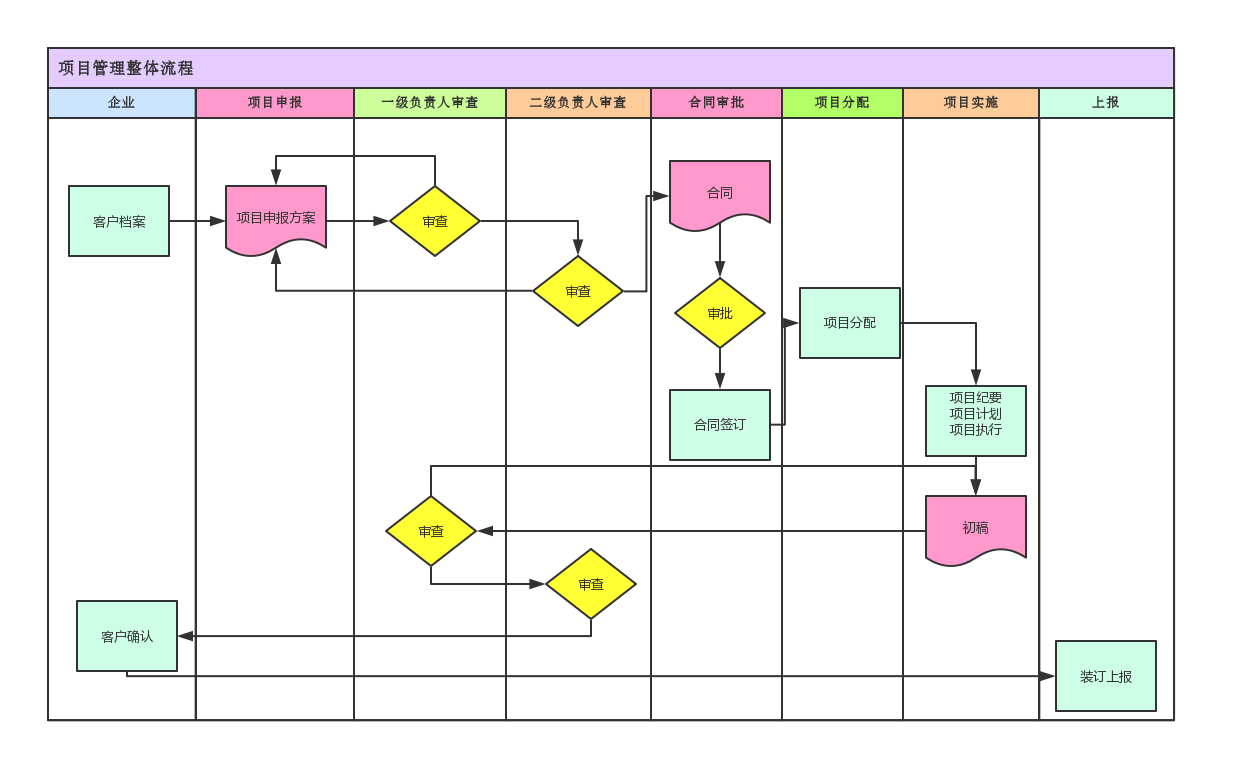 项目管理整体流程
企业
项目申报
一级负责人审查
二级负责人审查
合同审批
项目分配
项目实施
上报
客户档案
项目申报方案
审查
审查
合同
审批
合同签订
项目分配
项目纪要
项目计划
项目执行
初稿
审查
审查
客户确认
装订上报